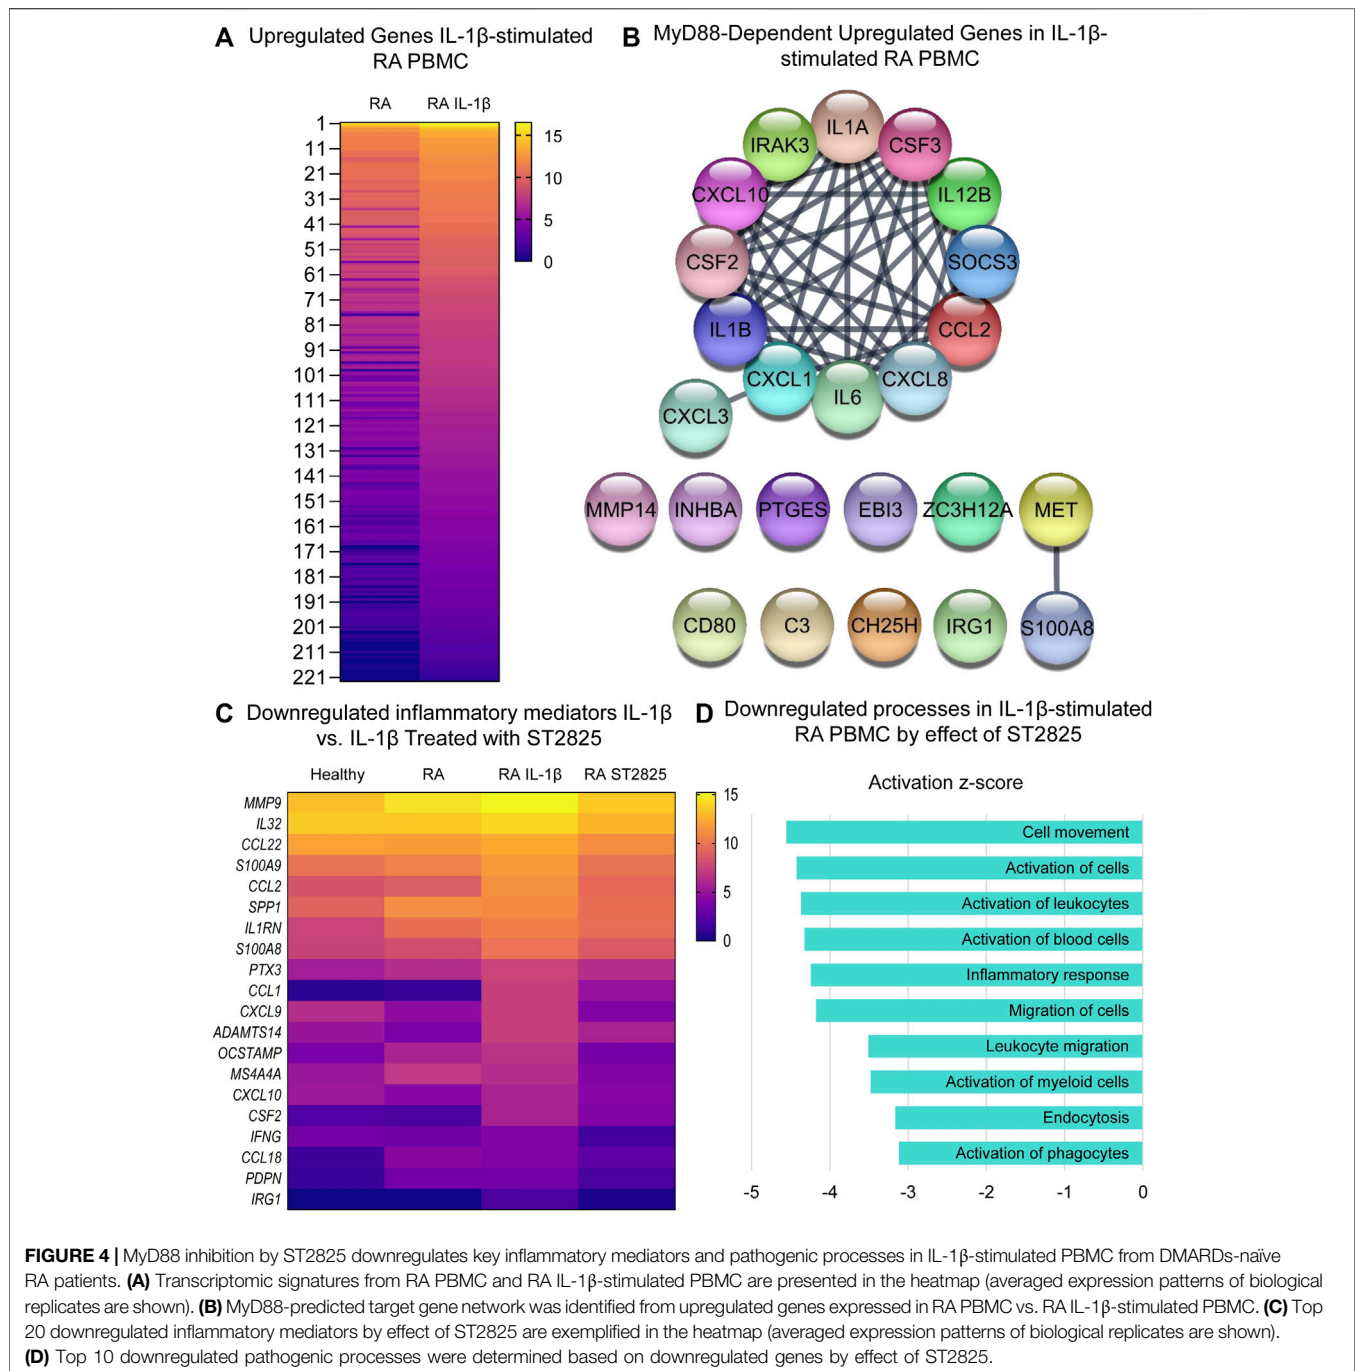 A Upregulated Genes IL-1β-stimulated
RA PBMC
RA RA IL-1β
1
11
21
31
41
51
61
71
81
91
101
111
121
131
141
151
161
171
181
191
201
211
221
15
10
5
0
B MyD88-Dependent Upregulated Genes in IL-1β-
stimulated RA PBMC
IL1A
IRAK3
CSF3
CXCL10
IL12B
CSF2
SOCS3
IL1B
CCL2
CXCL1
CXCL8
IL6
CXCL3
MMP14 INHBA PTGES EBI3 ZC3H12A MET
CD80 C3 CH25H IRG1 S100A8
C Downregulated inflammatory mediators IL-1β
vs. IL-1β Treated with ST2825
Healthy RA RA IL-1β RA ST2825
MMP9
IL32
CCL22
S100A9
CCL2
SPP1
IL1RN
S100A8
PTX3
CCL1
CXCL9
ADAMTS14
OCSTAMP
MS4A4A
CXCL10
CSF2
IFNG
CCL18
PDPN
IRG1
15
10
5
0
D Downregulated processes in IL-1β-stimulated
RA PBMC by effect of ST2825
Activation z-score
Cell movement
Activation of cells
Activation of leukocytes
Activation of blood cells
Inflammatory response
Migration of cells
Leukocyte migration
Activation of myeloid cells
Endocytosis
Activation of phagocytes
-5 -4 -3 -2 -1 0
FIGURE 4 | MyD88 inhibition by ST2825 downregulates key inflammatory mediators and pathogenic processes in IL-1β-stimulated PBMC from DMARDs-naïve
RA patients. (A) Transcriptomic signatures from RA PBMC and RA IL-1β-stimulated PBMC are presented in the heatmap (averaged expression patterns of biological
replicates are shown). (B) MyD88-predicted target gene network was identified from upregulated genes expressed in RA PBMC vs. RA IL-1β-stimulated PBMC. (C) Top
20 downregulated inflammatory mediators by effect of ST2825 are exemplified in the heatmap (averaged expression patterns of biological replicates are shown).
(D) Top 10 downregulated pathogenic processes were determined based on downregulated genes by effect of ST2825.